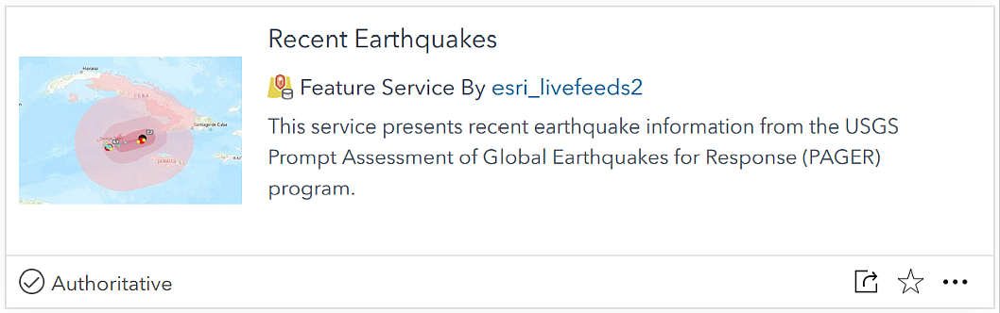 Recent Earthquakes
Feature Service By esri_livefeeds2
This service presents recent earthquake information from the USGS
Prompt Assessment of Global Earthquakes for Response (PAGER)
program.
Havana
CUBA
Santiago de Cuba
JAMAICA
Authoritative